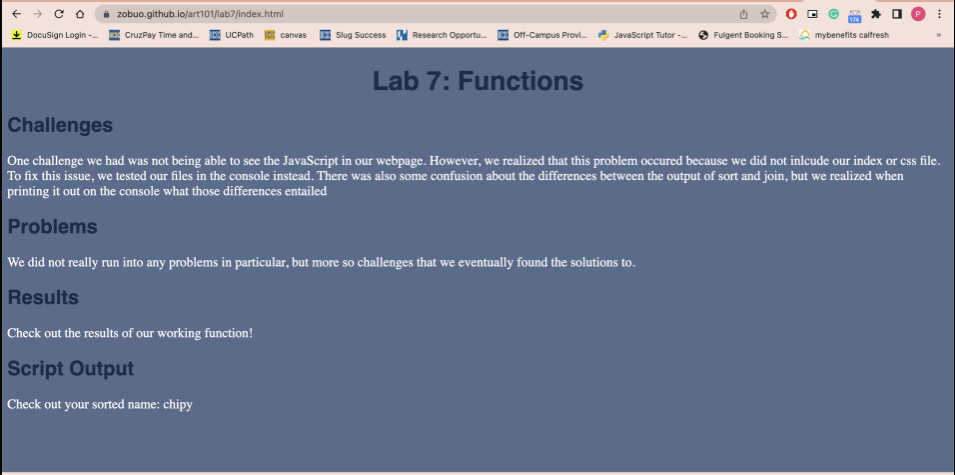 zobuo.github.io/art101/lab7/index.html
174
P
DocuSign Login -... CruzPay Time and... UCPath canvas Slug Success Research Opportu... Off-Campus Provi... JavaScript Tutor -... Fulgent Booking S... mybenefits calfresh »
Lab 7: Functions
Challenges
One challenge we had was not being able to see the JavaScript in our webpage. However, we realized that this problem occured because we did not inlcude our index or css file.
To fix this issue, we tested our files in the console instead. There was also some confusion about the differences between the output of sort and join, but we realized when
printing it out on the console what those differences entailed
Problems
We did not really run into any problems in particular, but more so challenges that we eventually found the solutions to.
Results
Check out the results of our working function!
Script Output
Check out your sorted name: chipy